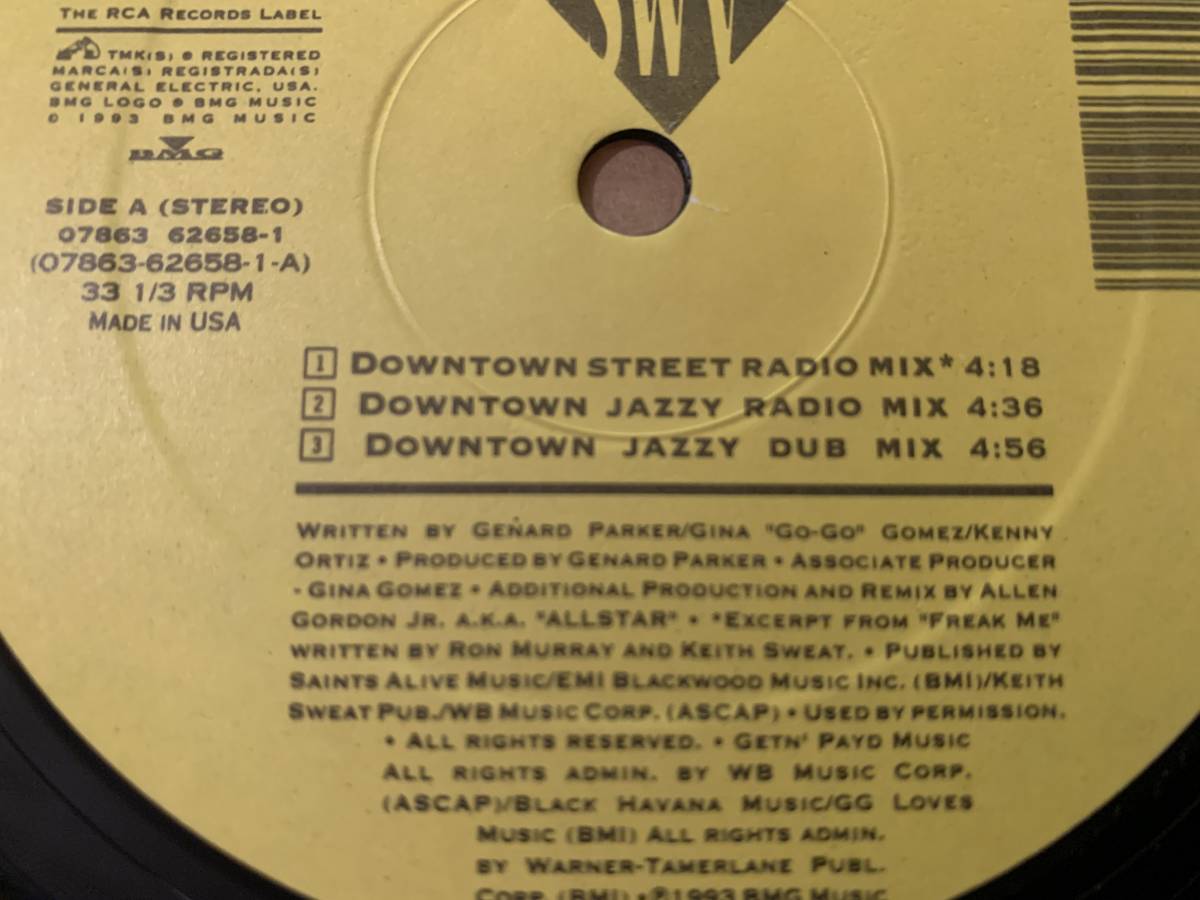 THE RCA RECORDS LABEL
TMK(S) ® REGISTERED
MARCA(S) REGISTRADA(S)
GENERAL ELECTRIC, USA.
BMG LOGO ® BMG MUSIC
© 1993 BMG MUSIC
BMG
SWV
SIDE A (STEREO)
07863 62658-1
(07863-62658-1-A)
33 1/3 RPM
MADE IN USA
1 DOWNTOWN STREET RADIO MIX* 4:18
2 DOWNTOWN JAZZY RADIO MIX 4:36
3 DOWNTOWN JAZZY DUB MIX 4:56
WRITTEN BY GENARD PARKER/GINA "GO-GO" GOMEZ/KENNY
ORTIZ • PRODUCED BY GENARD PARKER • ASSOCIATE PRODUCER
- GINA GOMEZ • ADDITIONAL PRODUCTION AND REMIX BY ALLEN
GORDON JR. A.K.A. "ALLSTAR" • *EXCERPT FROM "FREAK ME"
WRITTEN BY RON MURRAY AND KEITH SWEAT. • PUBLISHED BY
SAINTS ALIVE MUSIC/EMI BLACKWOOD MUSIC INC. (BMI)/KEITH
SWEAT PUB./WB MUSIC CORP. (ASCAP) • USED BY PERMISSION.
• ALL RIGHTS RESERVED. • GETN' PAYD MUSIC
ALL RIGHTS ADMIN. BY WB MUSIC CORP.
(ASCAP)/BLACK HAVANA MUSIC/GG LOVES
MUSIC (BMI) ALL RIGHTS ADMIN.
BY WARNER-TAMERLANE PUBL.
CORP. (BMI) • ℗1993 BMG MUSIC